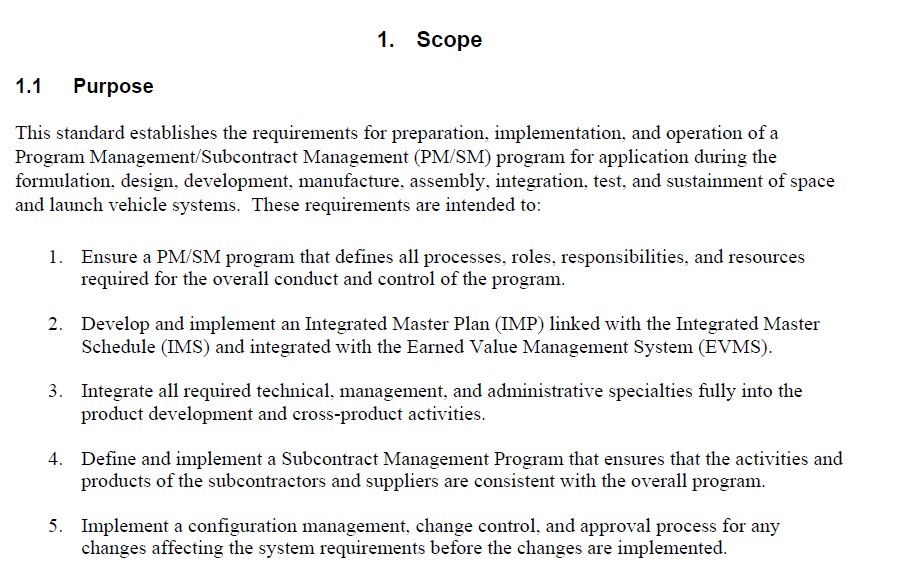 1. Scope
1.1 Purpose
This standard establishes the requirements for preparation, implementation, and operation of a
Program Management/Subcontract Management (PM/SM) program for application during the
formulation, design, development, manufacture, assembly, integration, test, and sustainment of space
and launch vehicle systems. These requirements are intended to:
1. Ensure a PM/SM program that defines all processes, roles, responsibilities, and resources
required for the overall conduct and control of the program.
2. Develop and implement an Integrated Master Plan (IMP) linked with the Integrated Master
Schedule (IMS) and integrated with the Earned Value Management System (EVMS).
3. Integrate all required technical, management, and administrative specialties fully into the
product development and cross-product activities.
4. Define and implement a Subcontract Management Program that ensures that the activities and
products of the subcontractors and suppliers are consistent with the overall program.
5. Implement a configuration management, change control, and approval process for any
changes affecting the system requirements before the changes are implemented.